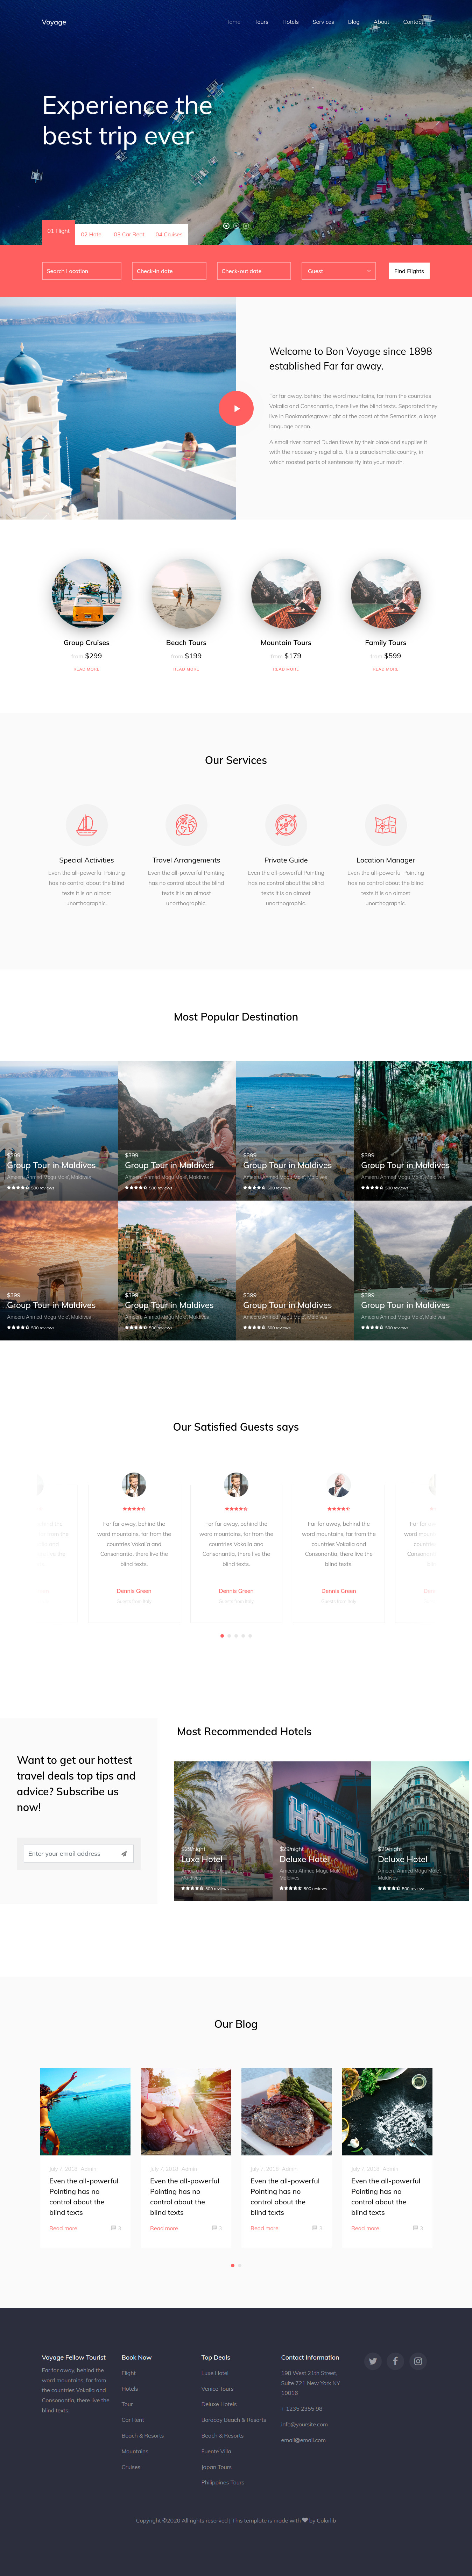 Voyage
Home
Tours
Hotels
Services
Blog
About
Contact
Experience the
best trip ever
01 Flight
02 Hotel
03 Car Rent
04 Cruises
Search Location
Check-in date
Check-out date
Guest
Find Flights
Welcome to Bon Voyage since 1898
established Far far away.
Far far away, behind the word mountains, far from the countries
Vokalia and Consonantia, there live the blind texts. Separated they
live in Bookmarksgrove right at the coast of the Semantics, a large
language ocean.
A small river named Duden flows by their place and supplies it
with the necessary regelialia. It is a paradisematic country, in
which roasted parts of sentences fly into your mouth.
Group Cruises
from $299
READ MORE
Beach Tours
from $199
READ MORE
Mountain Tours
from $179
READ MORE
Family Tours
from $599
READ MORE
Our Services
Special Activities
Even the all-powerful Pointing
has no control about the blind
texts it is an almost
unorthographic.
Travel Arrangements
Even the all-powerful Pointing
has no control about the blind
texts it is an almost
unorthographic.
Private Guide
Even the all-powerful Pointing
has no control about the blind
texts it is an almost
unorthographic.
Location Manager
Even the all-powerful Pointing
has no control about the blind
texts it is an almost
unorthographic.
Most Popular Destination
$399
Group Tour in Maldives
Ameeru Ahmed Magu Male', Maldives
500 reviews
$399
Group Tour in Maldives
Ameeru Ahmed Magu Male', Maldives
500 reviews
$399
Group Tour in Maldives
Ameeru Ahmed Magu Male', Maldives
500 reviews
$399
Group Tour in Maldives
Ameeru Ahmed Magu Male', Maldives
500 reviews
$399
Group Tour in Maldives
Ameeru Ahmed Magu Male', Maldives
500 reviews
$399
Group Tour in Maldives
Ameeru Ahmed Magu Male', Maldives
500 reviews
$399
Group Tour in Maldives
Ameeru Ahmed Magu Male', Maldives
500 reviews
$399
Group Tour in Maldives
Ameeru Ahmed Magu Male', Maldives
500 reviews
Our Satisfied Guests says
Far far away, behind the
word mountains, far from the
countries Vokalia and
Consonantia, there live the
blind texts.
Dennis Green
Far far away, behind the
word mountains, far from the
countries Vokalia and
Consonantia, there live the
blind texts.
Dennis Green
Far far away, behind the
word mountains, far from the
countries Vokalia and
Consonantia, there live the
blind texts.
Dennis Green
Want to get our hottest
travel deals top tips and
advice? Subscribe us
now!
Enter your email address
Most Recommended Hotels
$29/night
Luxe Hotel
Ameeru Ahmed Magu Male',
Maldives
500 reviews
HOTEL
$29/night
Deluxe Hotel
Ameeru Ahmed Magu Male',
Maldives
500 reviews
$29/night
Deluxe Hotel
Ameeru Ahmed Magu Male',
Maldives
500 reviews
Our Blog
July 7, 2018 Admin
Even the all-powerful
Pointing has no
control about the
blind texts
Read more
3
July 7, 2018 Admin
Even the all-powerful
Pointing has no
control about the
blind texts
Read more
3
July 7, 2018 Admin
Even the all-powerful
Pointing has no
control about the
blind texts
Read more
3
July 7, 2018 Admin
Even the all-powerful
Pointing has no
control about the
blind texts
Read more
3
Voyage Fellow Tourist
Far far away, behind the
word mountains, far from
the countries Vokalia and
Consonantia, there live the
blind texts.
Book Now
Flight
Hotels
Tour
Car Rent
Beach & Resorts
Mountains
Cruises
Top Deals
Luxe Hotel
Venice Tours
Deluxe Hotels
Boracay Beach & Resorts
Beach & Resorts
Fuente Villa
Japan Tours
Philippines Tours
Contact Information
198 West 21th Street,
Suite 721 New York NY
10016
+ 1235 2355 98
info@yoursite.com
email@email.com
Copyright ©2020 All rights reserved | This template is made with by Colorlib